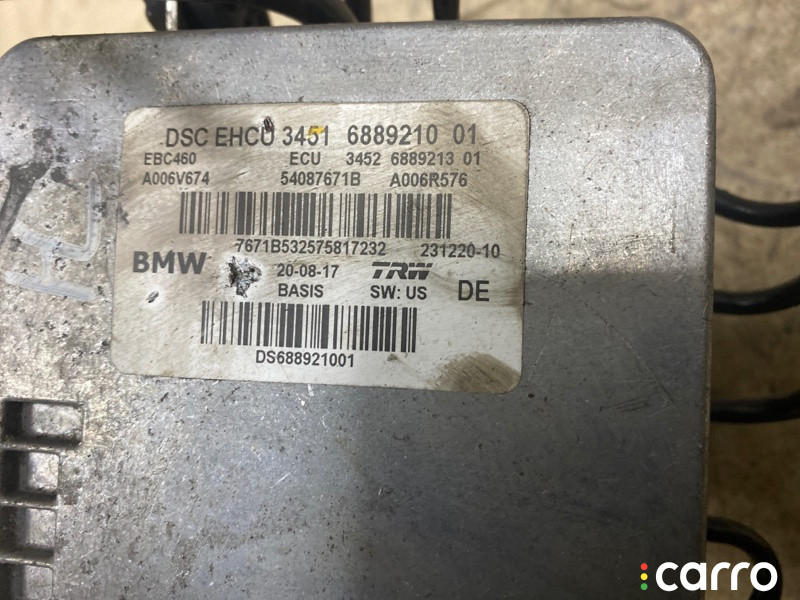 DSC EHCU 3451 6889210 01
EBC460 ECU 3452 6889213 01
A006V674 54087671B A006R576
7671B532575817232 231220-10
BMW 20-08-17 TRW
BASIS SW: US DE
DS688921001
carro